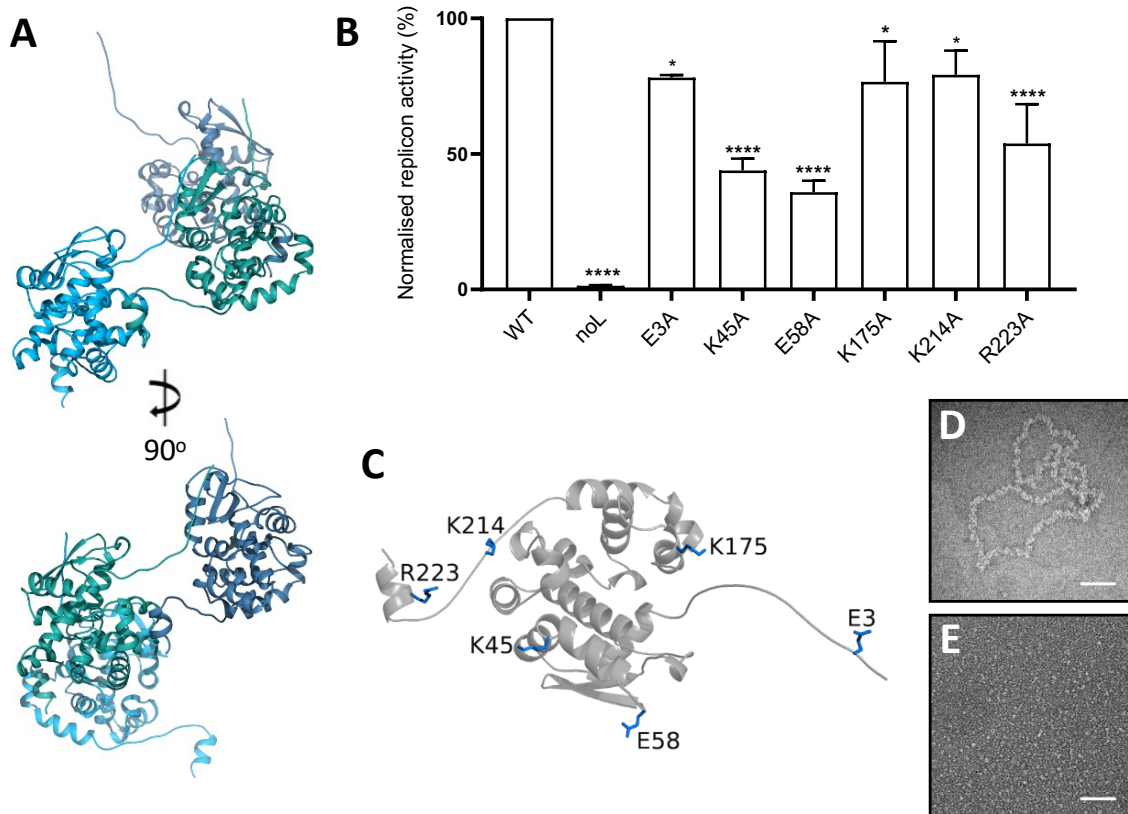 A
90º
B
Normalised replicon activity (%)
100
50
0
*
****
****
****
*
*
****
WT
noL
E3A
K45A
E58A
K175A
K214A
R223A
C
K214
R223
K175
K45
E3
E58
D
E